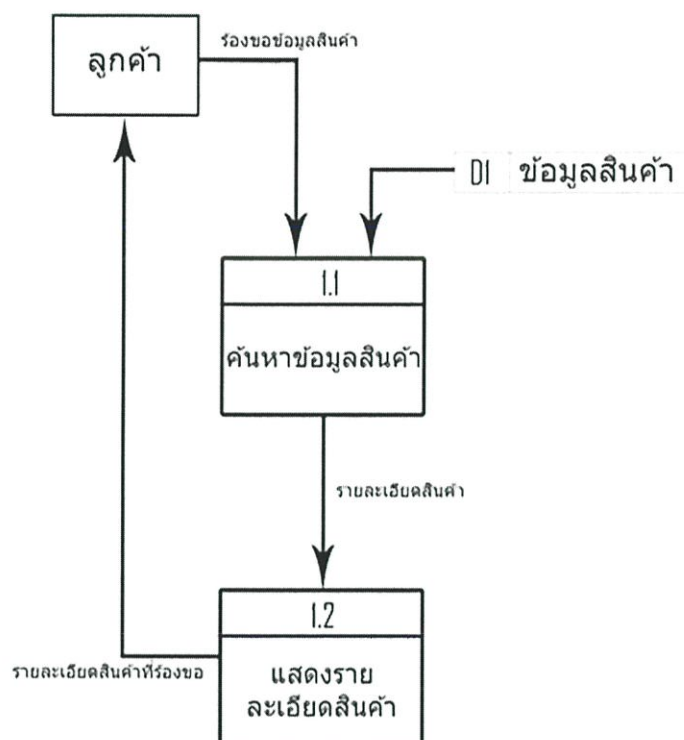 ร้องขอข้อมูลสินค้า
ลูกค้า
D1 ข้อมูลสินค้า
1.1
ค้นหาข้อมูลสินค้า
รายละเอียดสินค้า
1.2
รายละเอียดสินค้าที่ร้องขอ
แสดงราย
ละเอียดสินค้า